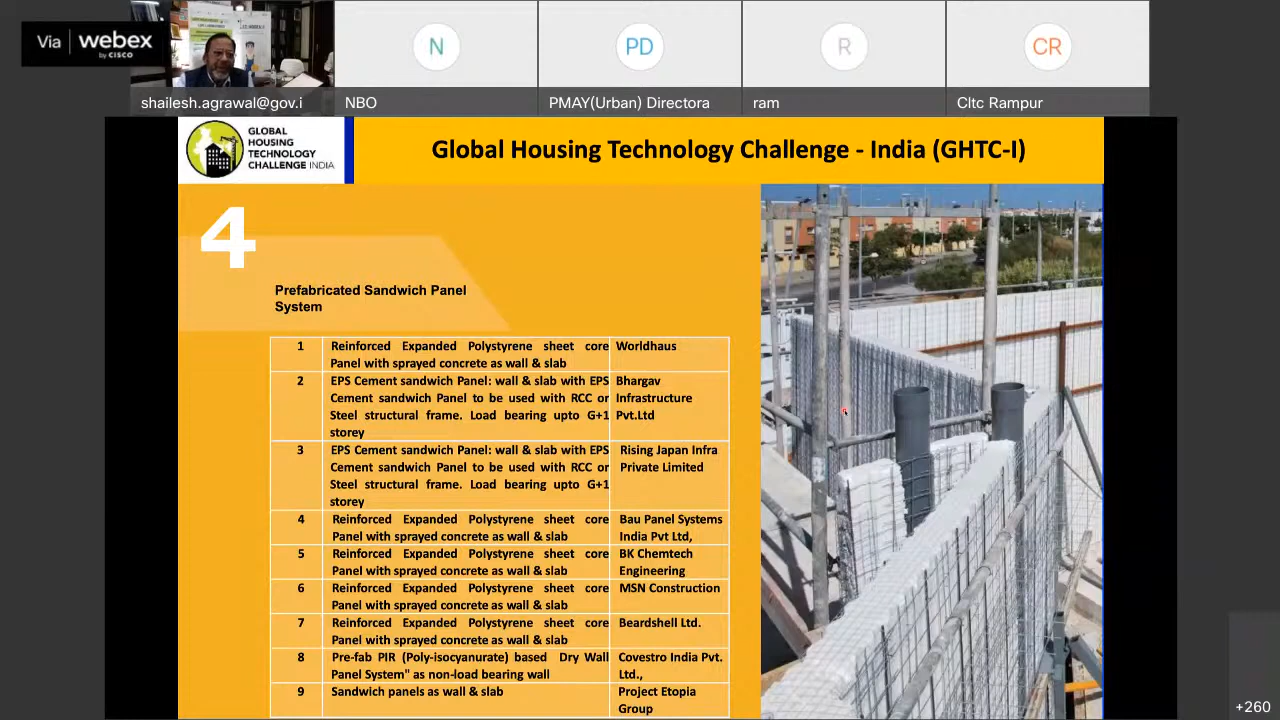 Via webex
by CISCO
N
PD
R
CR
shailesh.agrawal@gov.i
NBO
PMAY(Urban) Directora
ram
Cltc Rampur
GLOBAL
HOUSING
TECHNOLOGY
CHALLENGE INDIA
Global Housing Technology Challenge - India (GHTC-I)
4
Prefabricated Sandwich Panel
System
1 Reinforced Expanded Polystyrene sheet core Worldhaus
Panel with sprayed concrete as wall & slab
2 EPS Cement sandwich Panel: wall & slab with EPS Bhargav
Cement sandwich Panel to be used with RCC or Infrastructure
Steel structural frame. Load bearing upto G+1 Pvt.Ltd
storey
3 EPS Cement sandwich Panel: wall & slab with EPS Rising Japan Infra
Cement sandwich Panel to be used with RCC or Private Limited
Steel structural frame. Load bearing upto G+1
storey
4 Reinforced Expanded Polystyrene sheet core Bau Panel Systems
Panel with sprayed concrete as wall & slab India Pvt Ltd,
5 Reinforced Expanded Polystyrene sheet core BK Chemtech
Panel with sprayed concrete as wall & slab Engineering
6 Reinforced Expanded Polystyrene sheet core MSN Construction
Panel with sprayed concrete as wall & slab
7 Reinforced Expanded Polystyrene sheet core Beardshell Ltd.
Panel with sprayed concrete as wall & slab
8 Pre-fab PIR (Poly-isocyanurate) based Dry Wall Covestro India Pvt.
Panel System" as non-load bearing wall Ltd.,
9 Sandwich panels as wall & slab Project Etopia
Group
+260